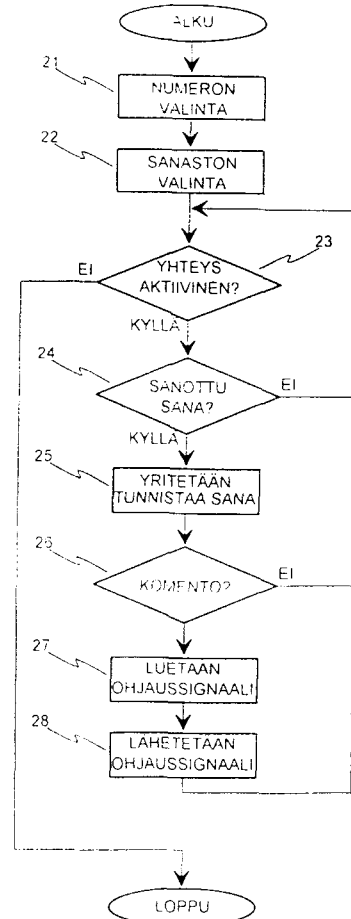 ALKU
21
NUMERON
VALINTA
22
SANASTON
VALINTA
23
EI
YHTEYS
AKTIIVINEN?
KYLLÄ
24
SANOTTU
SANA?
EI
KYLLÄ
25
YRITETÄÄN
TUNNISTAA SANA
26
KOMENTO?
EI
27
LUETAAN
OHJAUSSIGNAALI
28
LÄHETETÄÄN
OHJAUSSIGNAALI
LOPPU